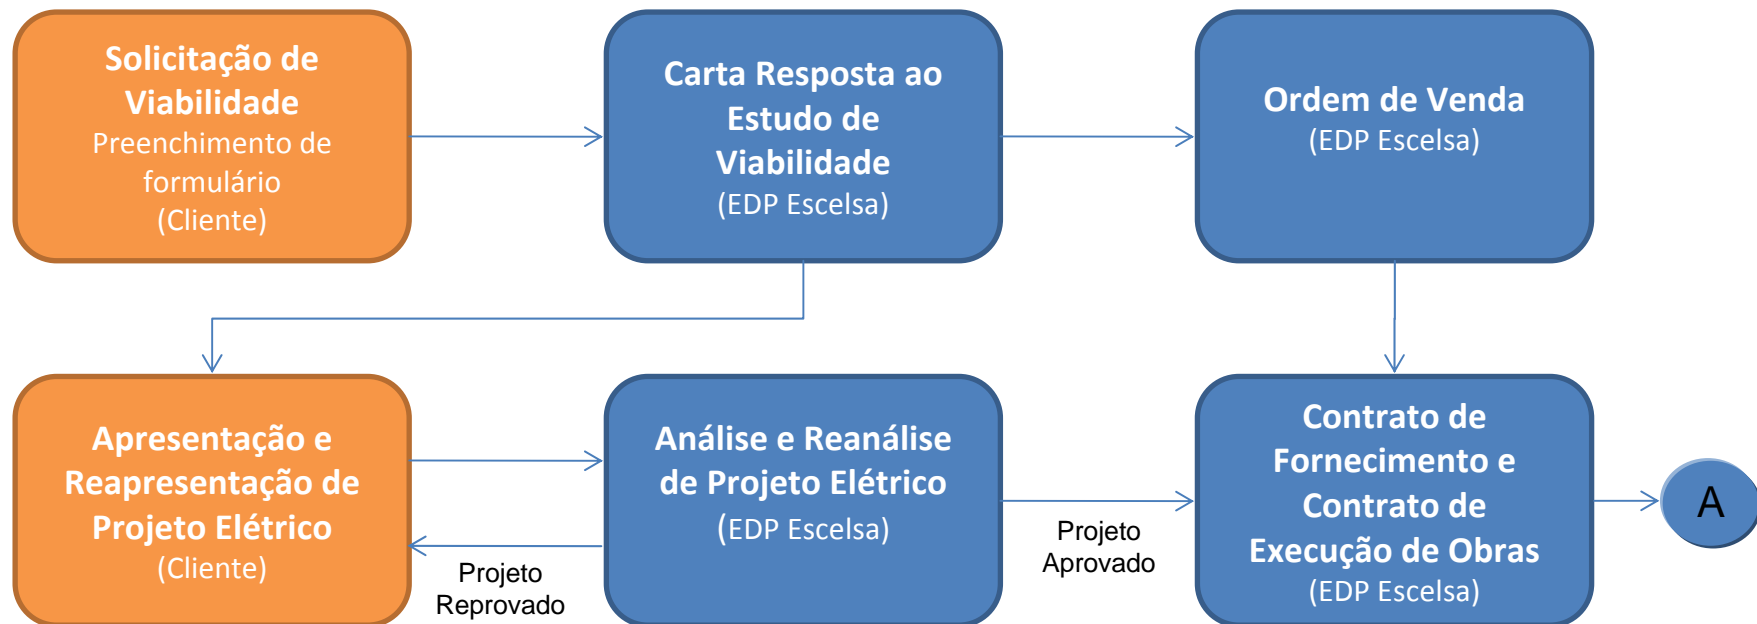 Solicitação de
Viabilidade
Preenchimento de
formulário
(Cliente)
Carta Resposta ao
Estudo de
Viabilidade
(EDP Escelsa)
Ordem de Venda
(EDP Escelsa)
Apresentação e
Reapresentação de
Projeto Elétrico
(Cliente)
Projeto
Reprovado
Análise e Reanálise
de Projeto Elétrico
(EDP Escelsa)
Projeto
Aprovado
Contrato de
Fornecimento e
Contrato de
Execução de Obras
(EDP Escelsa)
A